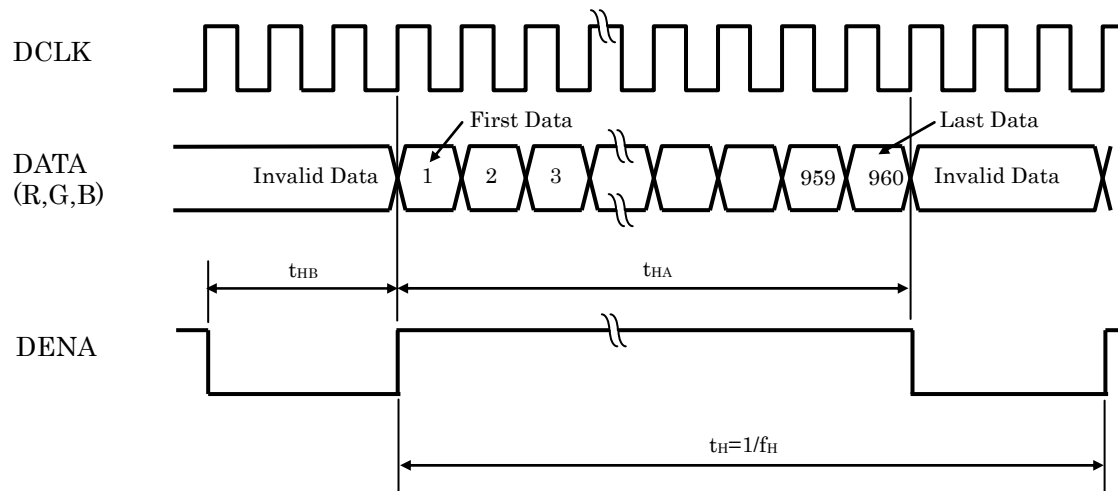 DCLK
First Data
Last Data
DATA
(R,G,B)
Invalid Data
1
2
3
959
960
Invalid Data
tHB
tHA
DENA
tH=1/fH